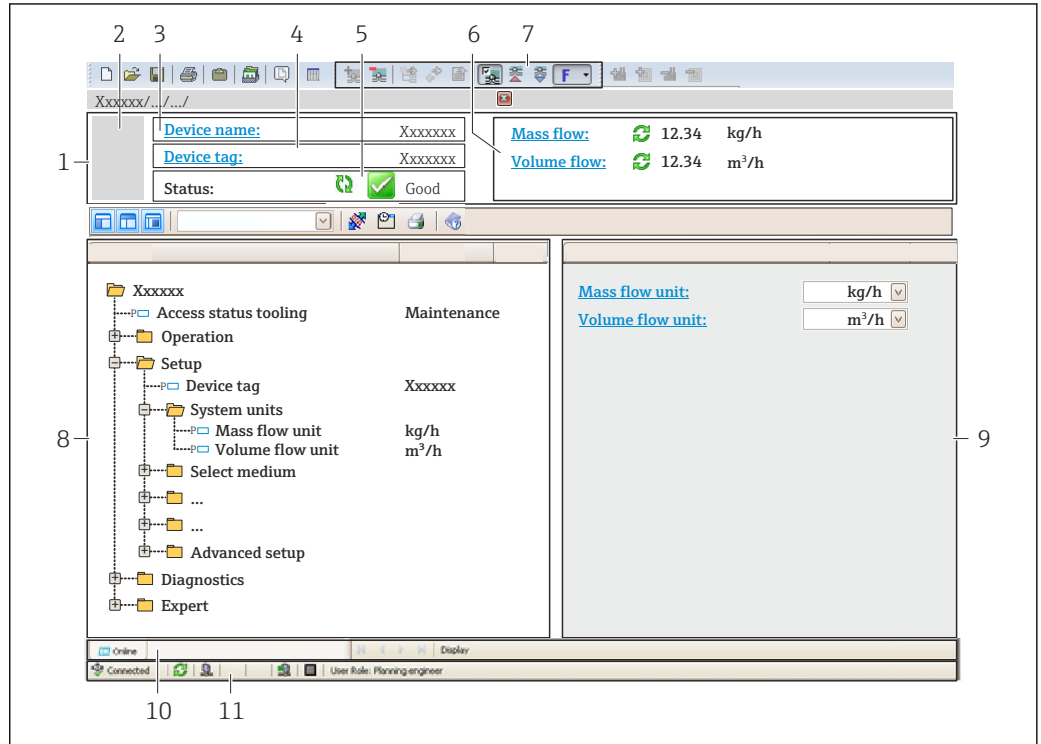 2 3 4 5 6 7
F
Xxxxxx/.../.../
1
Device name: Xxxxxxx
Device tag: Xxxxxxx
Status: Good
Mass flow: 12.34 kg/h
Volume flow: 12.34 m³/h
Xxxxxx
P Access status tooling Maintenance
Operation
Setup
P Device tag Xxxxxx
System units
P Mass flow unit kg/h
P Volume flow unit m³/h
Select medium
...
...
Advanced setup
Diagnostics
Expert
8
Mass flow unit: kg/h
Volume flow unit: m³/h
9
Online Display
Connected User Role: Planning engineer
10 11